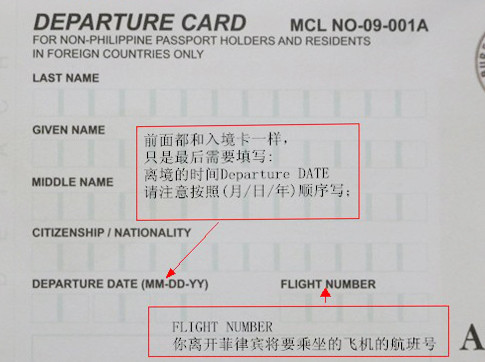 DEPARTURE CARD MCL NO-09-001A
FOR NON-PHILIPPINE PASSPORT HOLDERS AND RESIDENTS
IN FOREIGN COUNTRIES ONLY
LAST NAME
GIVEN NAME
前面都和入境卡一样，
只是最后需要填写:
离境的时间Departure DATE
请注意按照(月/日/年)顺序写;
MIDDLE NAME
CITIZENSHIP / NATIONALITY
DEPARTURE DATE (MM-DD-YY) FLIGHT NUMBER
FLIGHT NUMBER
你离开菲律宾将要乘坐的飞机的航班号
A